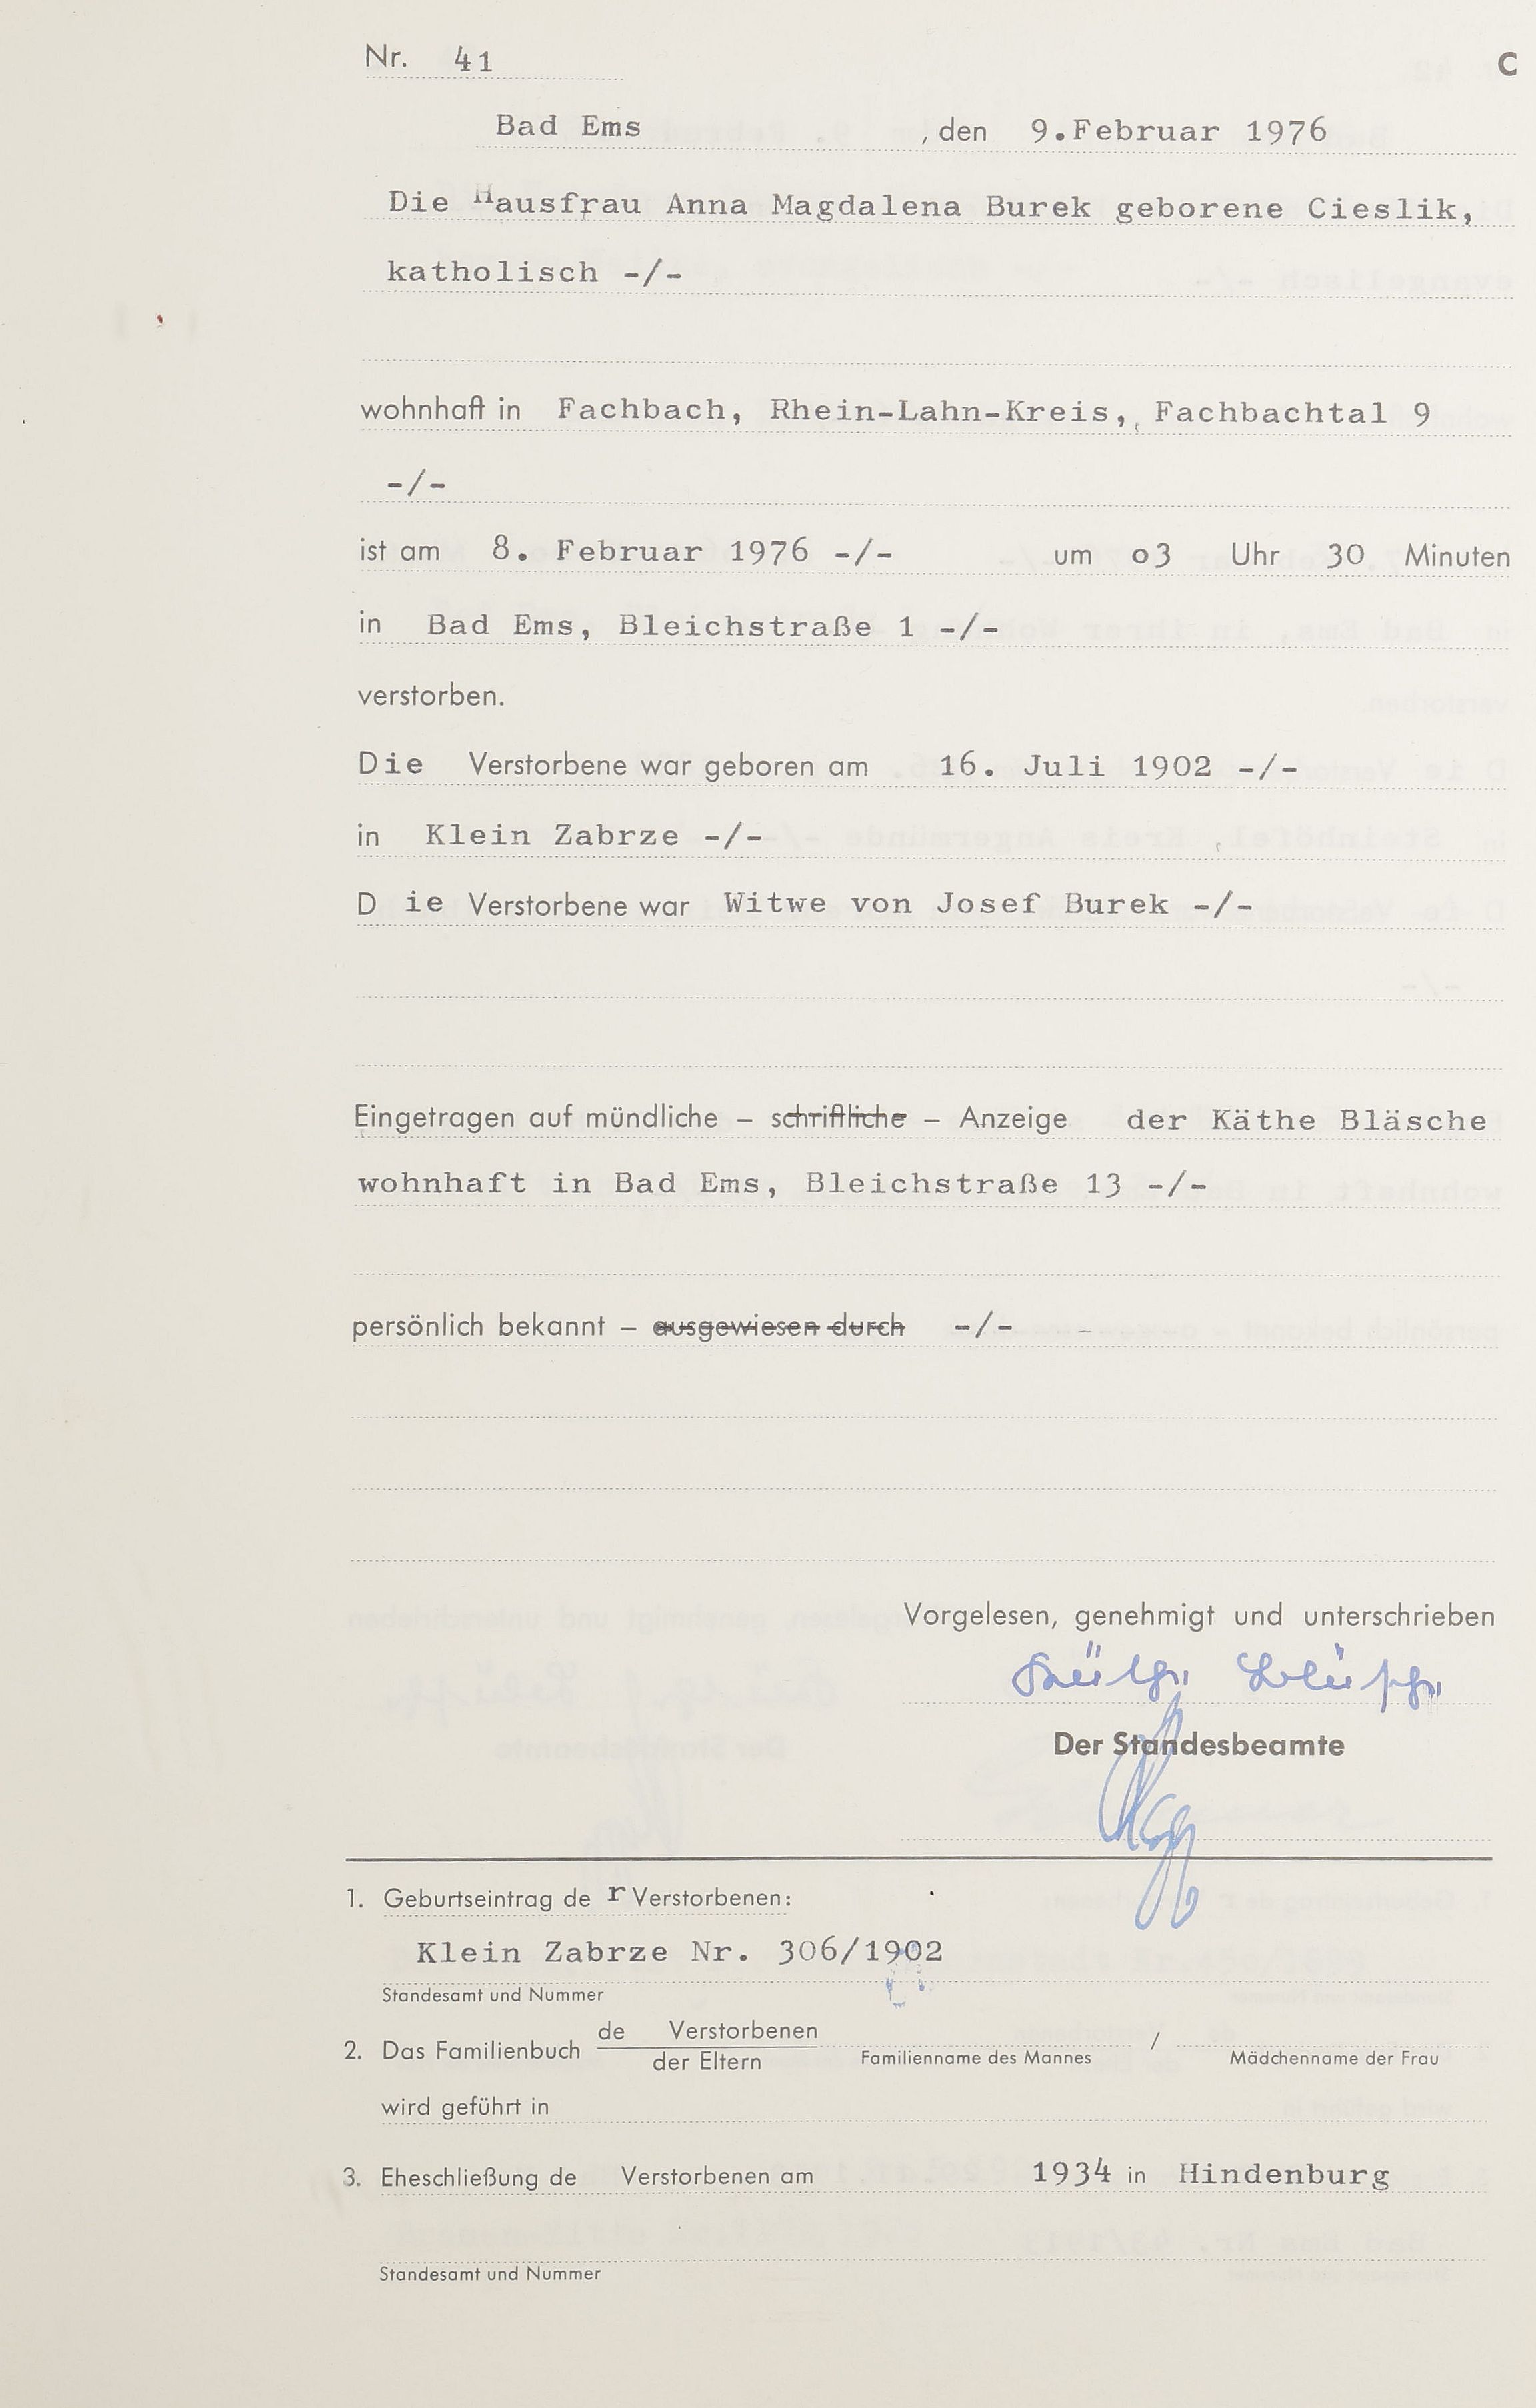 Nr. 41
C
Bad Ems , den 9.Februar 1976
Die Hausfrau Anna Magdalena Burek geborene Cieslik,
katholisch -/-
wohnhaft in Fachbach, Rhein-Lahn-Kreis, Fachbachtal 9
-/-
ist am 8. Februar 1976 -/- um o3 Uhr 30 Minuten
in Bad Ems, Bleichstraße 1 -/-
verstorben.
Die Verstorbene war geboren am 16. Juli 1902 -/-
in Klein Zabrze -/-
D ie Verstorbene war Witwe von Josef Burek -/-
Eingetragen auf mündliche – schriftliche – Anzeige der Käthe Bläsche
wohnhaft in Bad Ems, Bleichstraße 13 -/-
persönlich bekannt – ausgewiesen durch -/-
Vorgelesen, genehmigt und unterschrieben
Käthe Bläsche
Der Standesbeamte
1. Geburtseintrag de r Verstorbenen:
Klein Zabrze Nr. 306/1902
Standesamt und Nummer
de Verstorbenen
2. Das Familienbuch der Eltern Familienname des Mannes / Mädchenname der Frau
wird geführt in
3. Eheschließung de Verstorbenen am 1934 in Hindenburg
Standesamt und Nummer